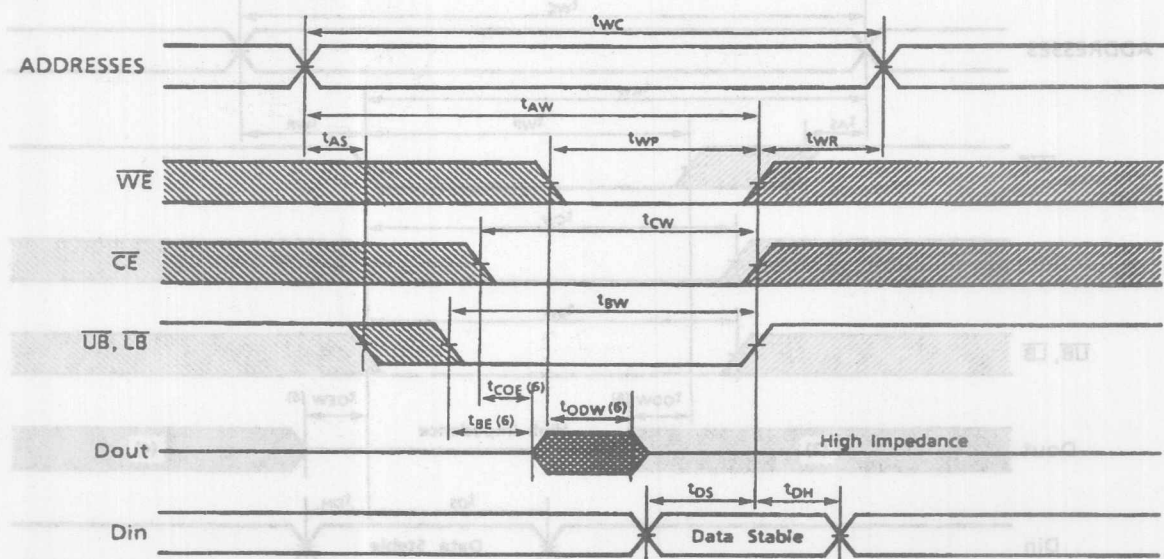 tWC
ADDRESSES
tAW
tAS
tWP
tWR
WE
tCW
CE
tBW
UB, LB
tCOE (6)
tBE (6)
tODW (6)
Dout
High Impedance
tDS
tDH
Din
Data Stable